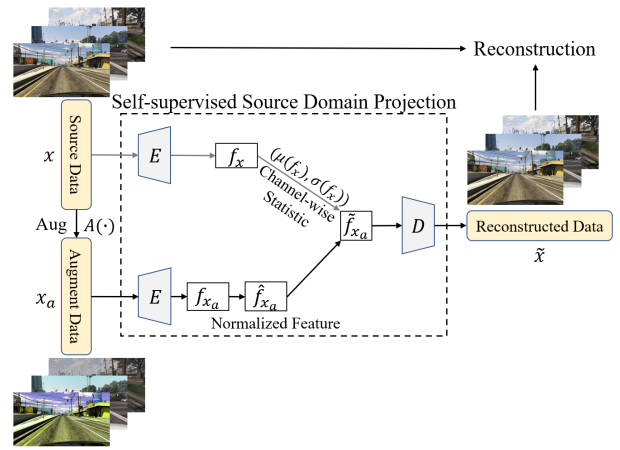 Reconstruction
Self-supervised Source Domain Projection
Source Data
x
E
f_x
(μ(f_x), σ(f_x))
Channel-wise
Statistic
Aug A(·)
f̃_{x_a}
D
Reconstructed Data
x̃
Augment Data
x_a
E
f_{x_a}
f̂_{x_a}
Normalized Feature